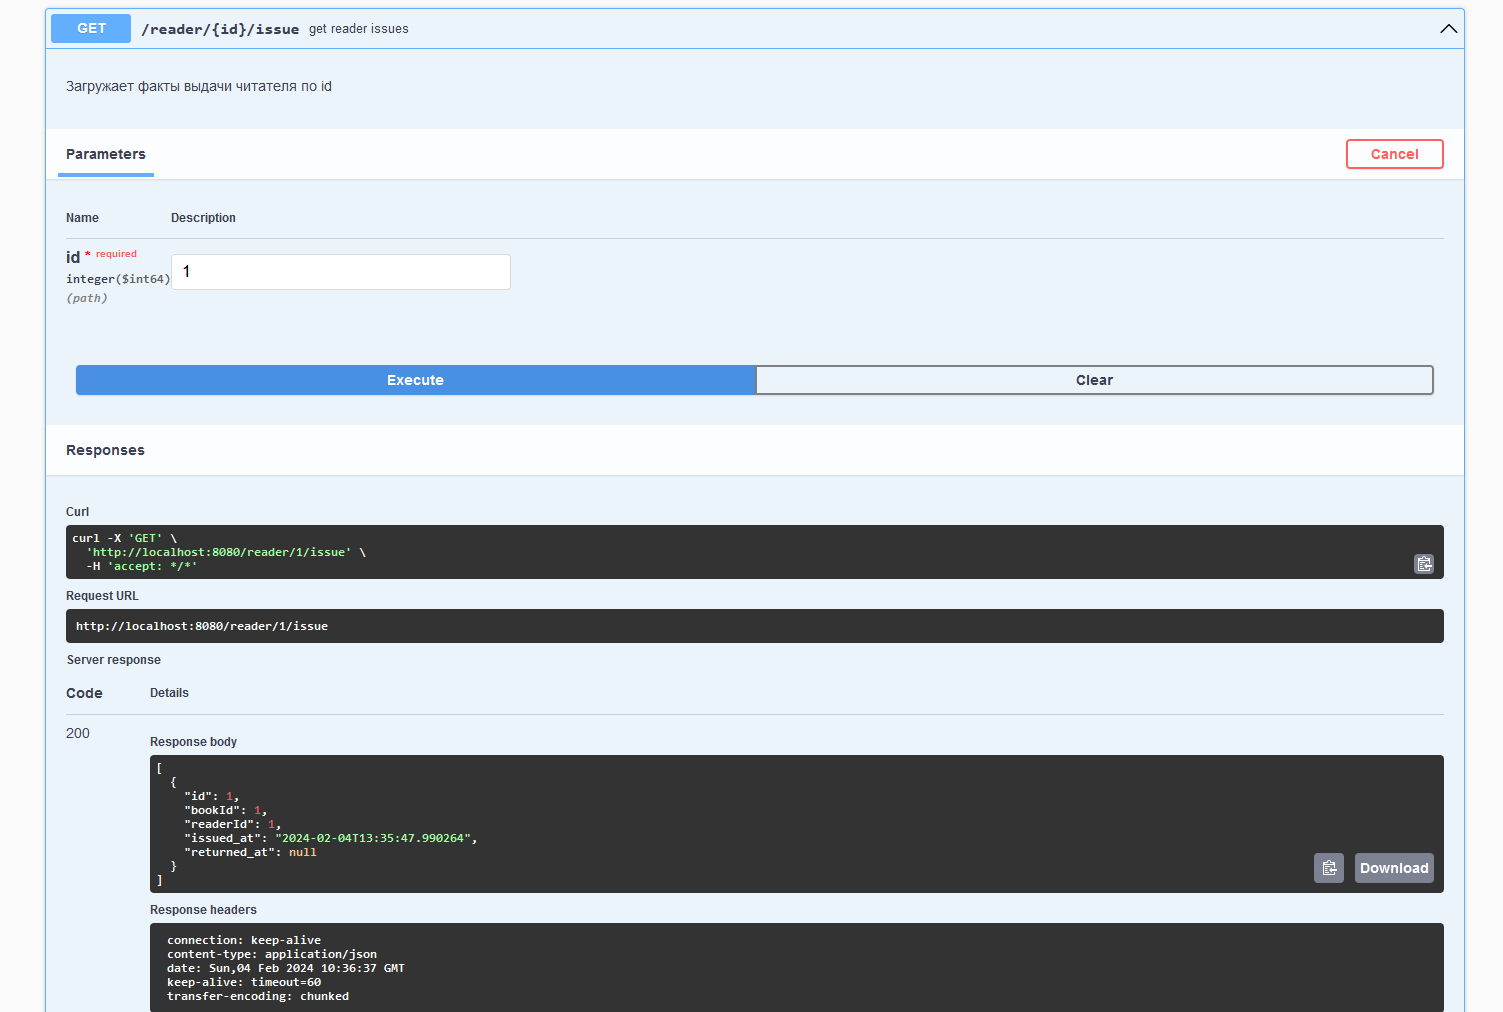 GET /reader/{id}/issue get reader issues
Загружает факты выдачи читателя по id
Parameters Cancel
Name Description
id * required
integer($int64) 1
(path)
Execute Clear
Responses
Curl
curl -X 'GET' \
'http://localhost:8080/reader/1/issue' \
-H 'accept: */*'
Request URL
http://localhost:8080/reader/1/issue
Server response
Code Details
200
Response body
[
{
"id": 1,
"bookId": 1,
"readerId": 1,
"issued_at": "2024-02-04T13:35:47.990264",
"returned_at": null
}
]
Download
Response headers
connection: keep-alive
content-type: application/json
date: Sun,04 Feb 2024 10:36:37 GMT
keep-alive: timeout=60
transfer-encoding: chunked